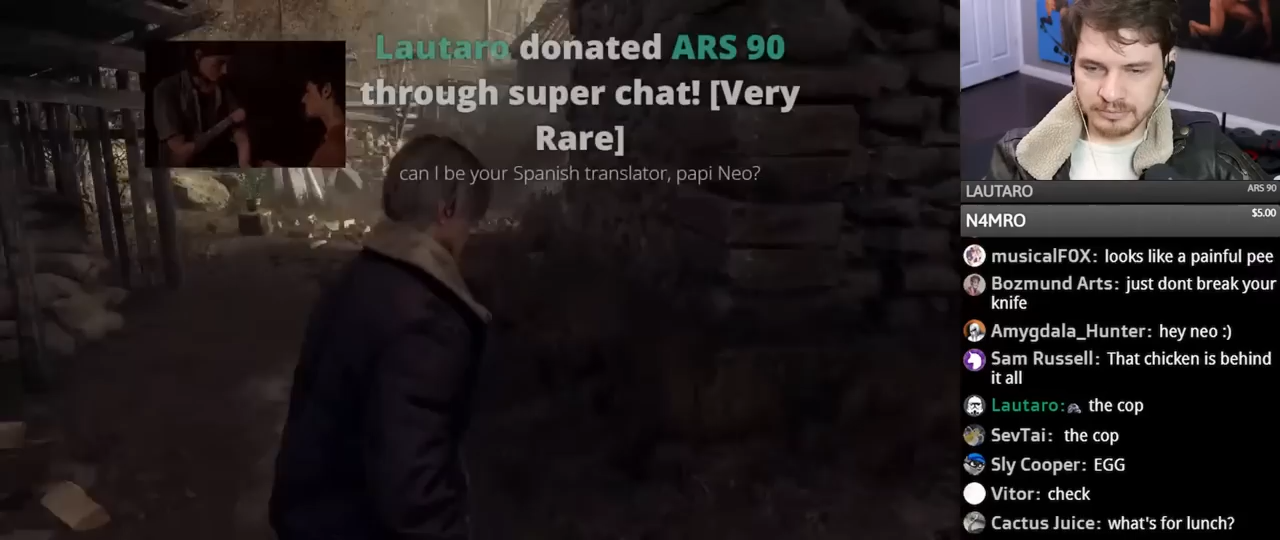 Lautaro donated ARS 90
through super chat! [Very
Rare]
can I be your Spanish translator, papi Neo?
LAUTARO ARS 90
N4MRO $5.00
musicalFOX: looks like a painful pee
Bozmund Arts: just dont break your
knife
Amygdala_Hunter: hey neo :)
Sam Russell: That chicken is behind
it all
Lautaro: the cop
SevTai: the cop
Sly Cooper: EGG
Vitor: check
Cactus Juice: what's for lunch?